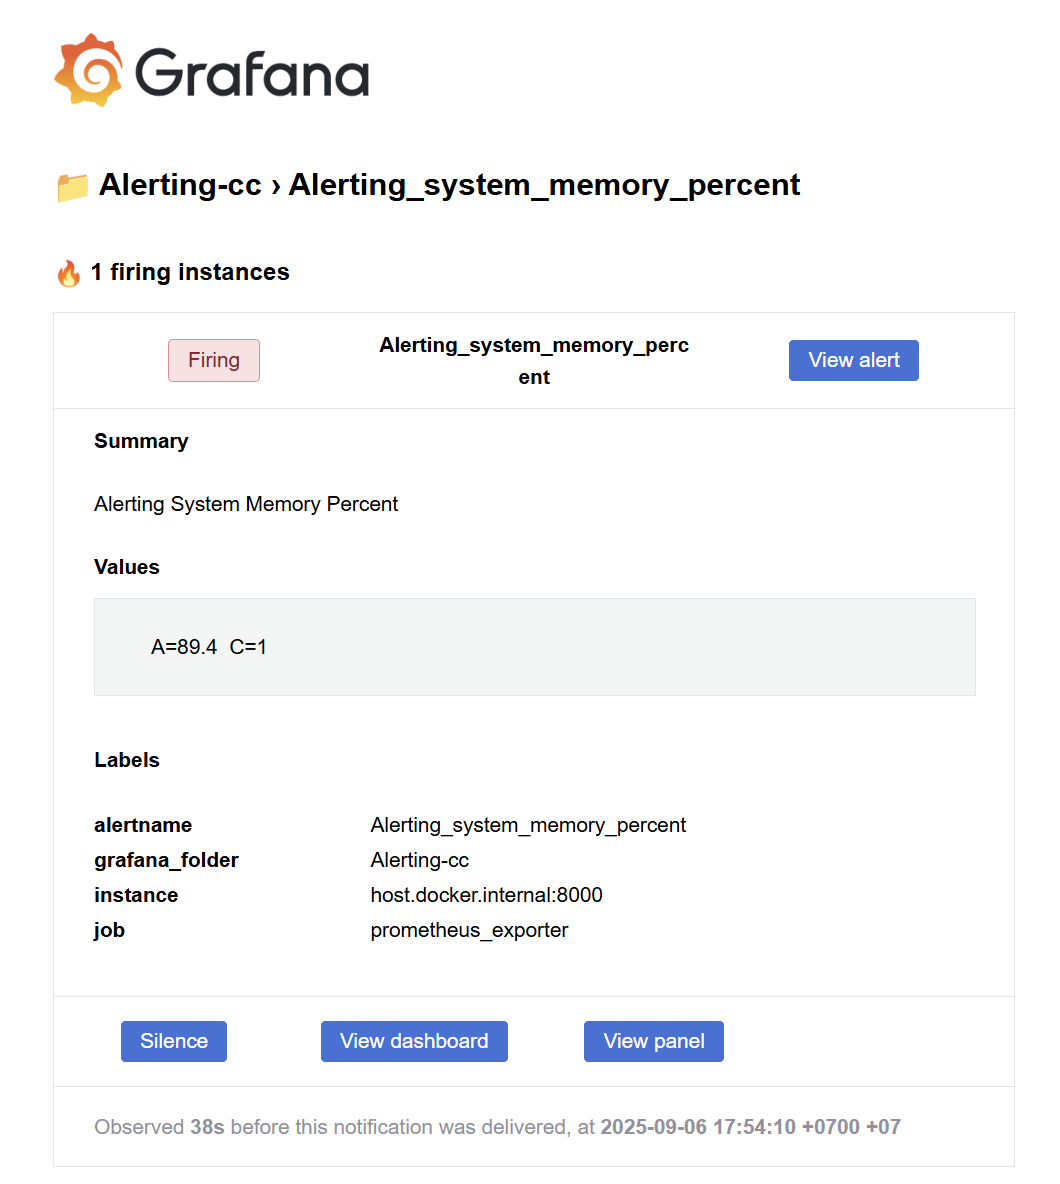 Grafana
📁 Alerting-cc › Alerting_system_memory_percent
🔥 1 firing instances
Firing
Alerting_system_memory_perc
ent
View alert
Summary
Alerting System Memory Percent
Values
A=89.4 C=1
Labels
alertname Alerting_system_memory_percent
grafana_folder Alerting-cc
instance host.docker.internal:8000
job prometheus_exporter
Silence View dashboard View panel
Observed 38s before this notification was delivered, at 2025-09-06 17:54:10 +0700 +07